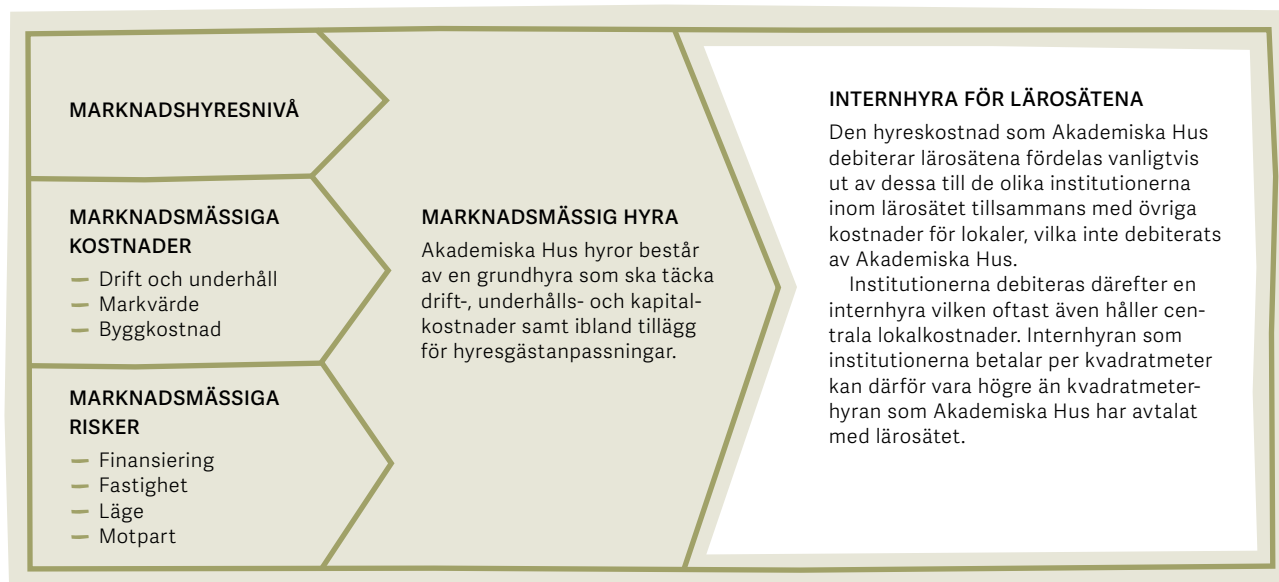 MARKNADSHYRESNIVÅ
MARKNADSMÄSSIGA
KOSTNADER
— Drift och underhåll
— Markvärde
— Byggkostnad
MARKNADSMÄSSIGA
RISKER
— Finansiering
— Fastighet
— Läge
— Motpart
MARKNADSMÄSSIG HYRA
Akademiska Hus hyror består
av en grundhyra som ska täcka
drift-, underhålls- och kapital-
kostnader samt ibland tillägg
för hyresgästanpassningar.
INTERNHYRA FÖR LÄROSÄTENA
Den hyreskostnad som Akademiska Hus
debiterar lärosätena fördelas vanligtvis
ut av dessa till de olika institutionerna
inom lärosätet tillsammans med övriga
kostnader för lokaler, vilka inte debiterats
av Akademiska Hus.
Institutionerna debiteras därefter en
internhyra vilken oftast även håller cen-
trala lokalkostnader. Internhyran som
institutionerna betalar per kvadratmeter
kan därför vara högre än kvadratmeter-
hyran som Akademiska Hus har avtalat
med lärosätet.